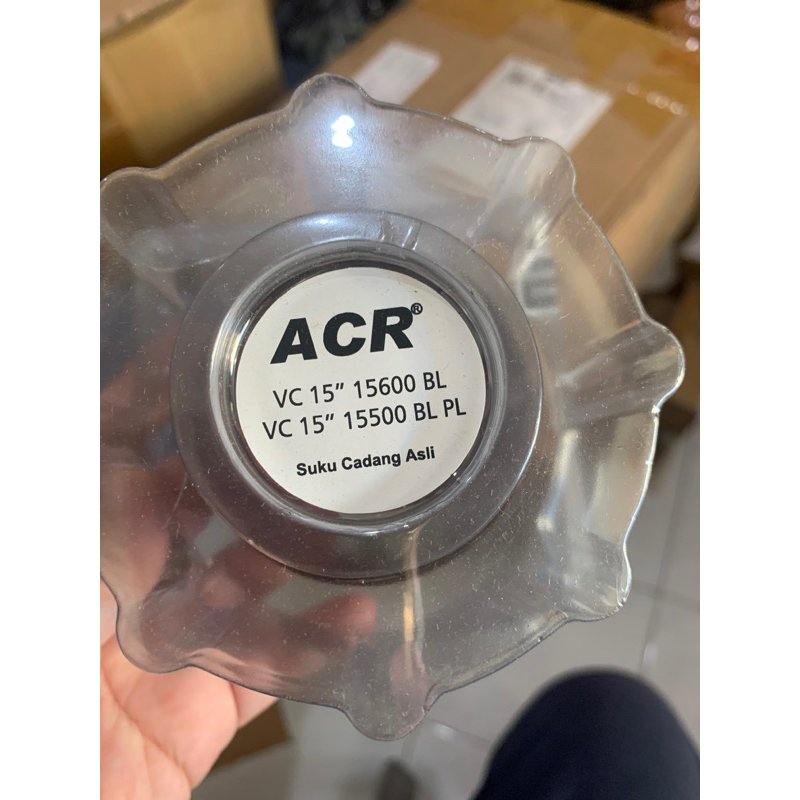 ACR®
VC 15” 15600 BL
VC 15” 15500 BL PL
Suku Cadang Asli